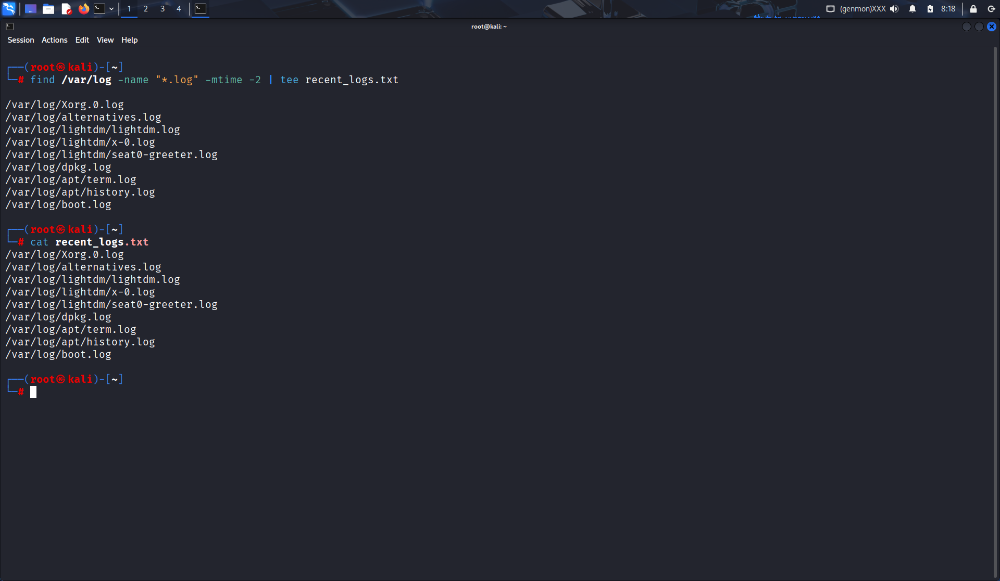 1 2 3 4 (genmon)XXX 8:18
root@kali: ~
Session Actions Edit View Help
┌──(root㉿kali)-[~]
└─# find /var/log -name "*.log" -mtime -2 | tee recent_logs.txt
/var/log/Xorg.0.log
/var/log/alternatives.log
/var/log/lightdm/lightdm.log
/var/log/lightdm/x-0.log
/var/log/lightdm/seat0-greeter.log
/var/log/dpkg.log
/var/log/apt/term.log
/var/log/apt/history.log
/var/log/boot.log
┌──(root㉿kali)-[~]
└─# cat recent_logs.txt
/var/log/Xorg.0.log
/var/log/alternatives.log
/var/log/lightdm/lightdm.log
/var/log/lightdm/x-0.log
/var/log/lightdm/seat0-greeter.log
/var/log/dpkg.log
/var/log/apt/term.log
/var/log/apt/history.log
/var/log/boot.log
┌──(root㉿kali)-[~]
└─#